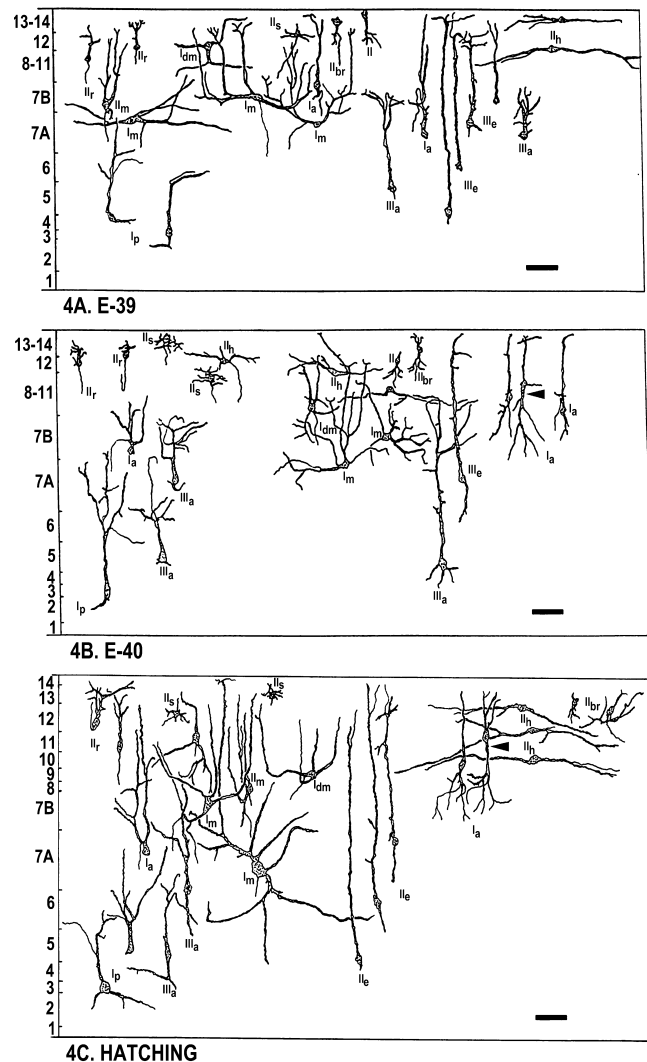 13-14
12
8-11
7B
7A
6
5
4
3
2
1
IIr
IIr
IIm
Im
Ip
Idm
Im
IIs
Ia
Im
IIbr
II
IIIa
Ia
IIIe
IIIe
IIIa
IIh
4A. E-39
13-14
12
8-11
7B
7A
6
5
4
3
2
1
IIr
IIr
IIs
IIs
IIh
Ia
IIIa
IIIa
Ip
IIh
Idm
Im
Im
II
IIbr
IIIe
IIIa
Ia
Ia
4B. E-40
14
13
12
11
10
9
8
7B
7A
6
5
4
3
2
1
IIr
IIs
IIs
IIm
Idm
Im
Im
Ia
IIIa
IIIa
Ip
IIe
IIe
IIh
IIh
IIbr
Ia
4C. HATCHING